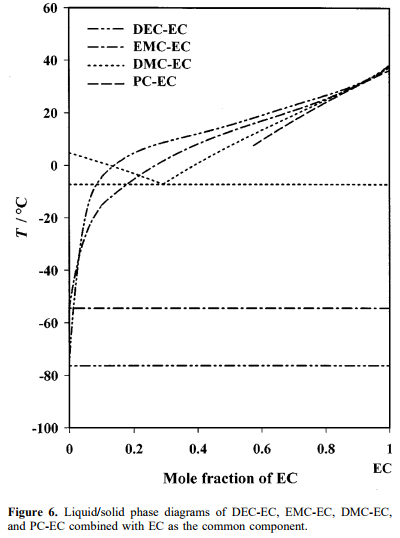 60
DEC-EC
EMC-EC
DMC-EC
PC-EC
40
20
0
-20
-40
-60
-80
-100
T / °C
0 0.2 0.4 0.6 0.8 1
EC
Mole fraction of EC
Figure 6. Liquid/solid phase diagrams of DEC-EC, EMC-EC, DMC-EC,
and PC-EC combined with EC as the common component.